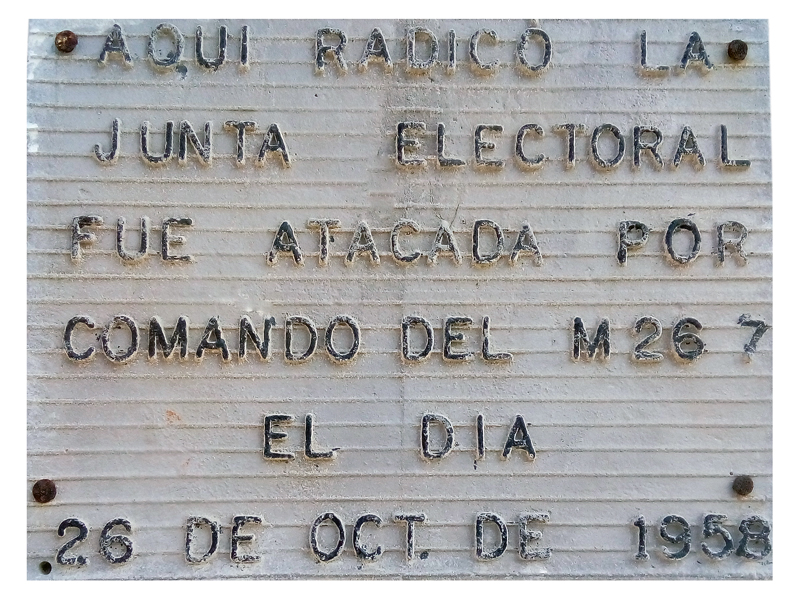 AQUI RADICO LA
JUNTA ELECTORAL
FUE ATACADA POR
COMANDO DEL M 26 7
EL DIA
26 DE OCT. DE 1958